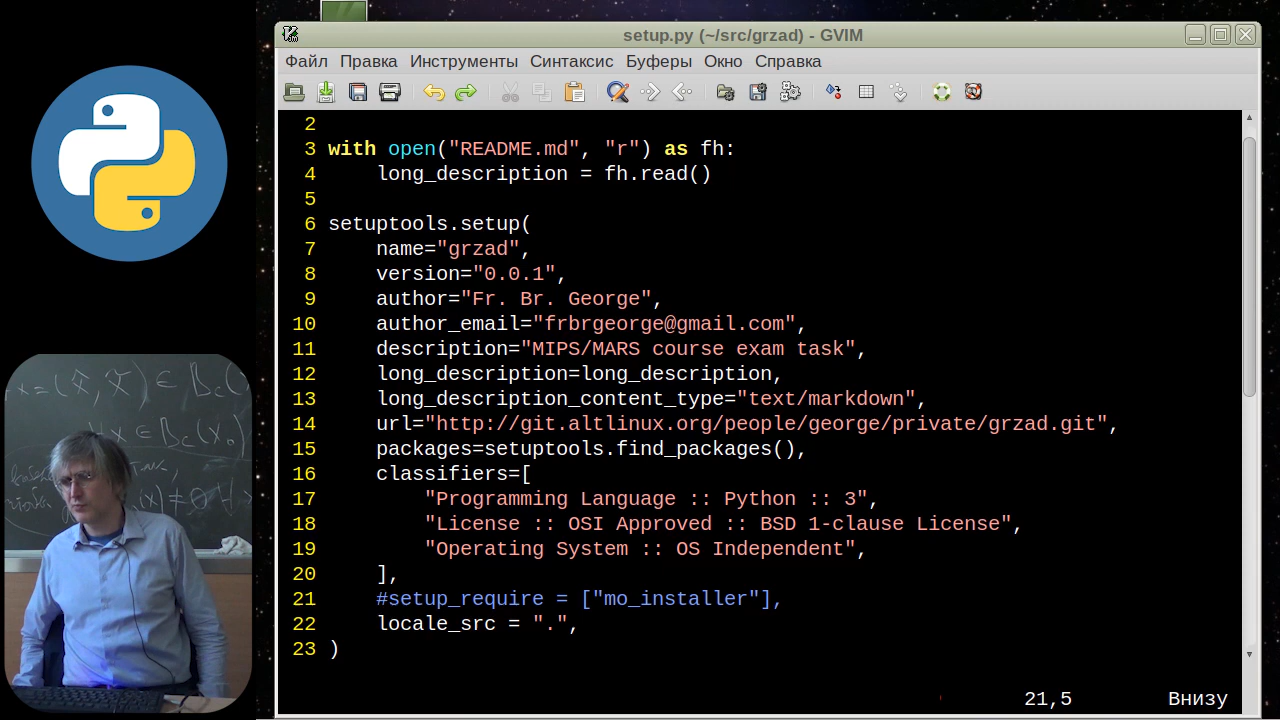 setup.py (~/src/grzad) - GVIM
Файл Правка Инструменты Синтаксис Буферы Окно Справка
2
3 with open("README.md", "r") as fh:
4     long_description = fh.read()
5
6 setuptools.setup(
7     name="grzad",
8     version="0.0.1",
9     author="Fr. Br. George",
10     author_email="frbrgeorge@gmail.com",
11     description="MIPS/MARS course exam task",
12     long_description=long_description,
13     long_description_content_type="text/markdown",
14     url="http://git.altlinux.org/people/george/private/grzad.git",
15     packages=setuptools.find_packages(),
16     classifiers=[
17         "Programming Language :: Python :: 3",
18         "License :: OSI Approved :: BSD 1-clause License",
19         "Operating System :: OS Independent",
20     ],
21     #setup_require = ["mo_installer"],
22     locale_src = ".",
23 )
21,5 Внизу